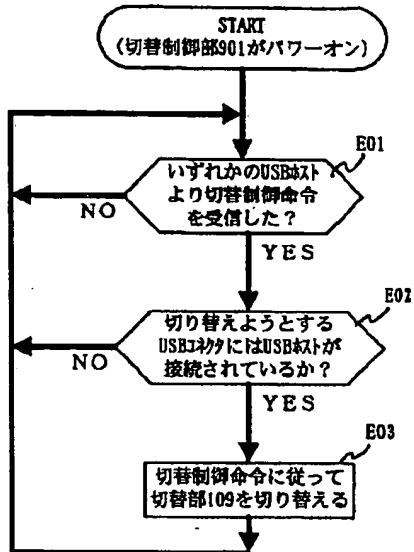 START
(切替制御部901がパワーオン)
E01
いずれかのUSBホスト
より切替制御命令
を受信した?
NO
YES
E02
切り替えようとする
USBコネクタにはUSBホストが
接続されているか?
NO
YES
E03
切替制御命令に従って
切替部109を切り替える